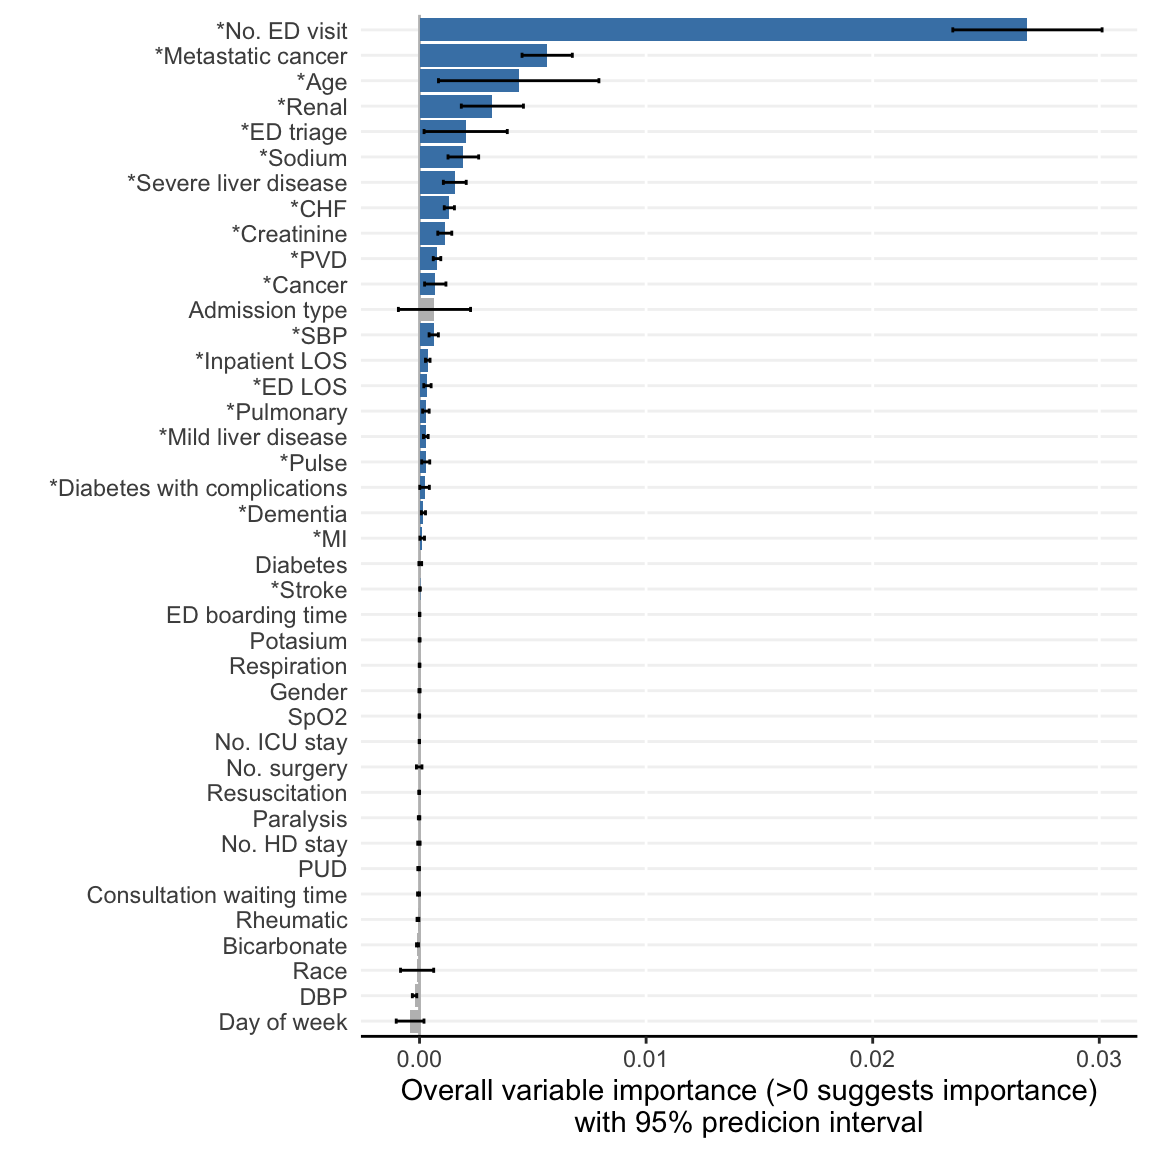 *No. ED visit
*Metastatic cancer
*Age
*Renal
*ED triage
*Sodium
*Severe liver disease
*CHF
*Creatinine
*PVD
*Cancer
Admission type
*SBP
*Inpatient LOS
*ED LOS
*Pulmonary
*Mild liver disease
*Pulse
*Diabetes with complications
*Dementia
*MI
Diabetes
*Stroke
ED boarding time
Potasium
Respiration
Gender
SpO2
No. ICU stay
No. surgery
Resuscitation
Paralysis
No. HD stay
PUD
Consultation waiting time
Rheumatic
Bicarbonate
Race
DBP
Day of week
0.00 0.01 0.02 0.03
Overall variable importance (>0 suggests importance)
with 95% predicion interval